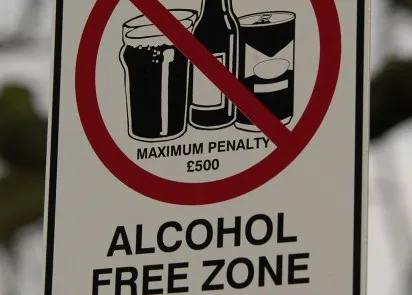 MAXIMUM PENALTY
£500
ALCOHOL
FREE ZONE